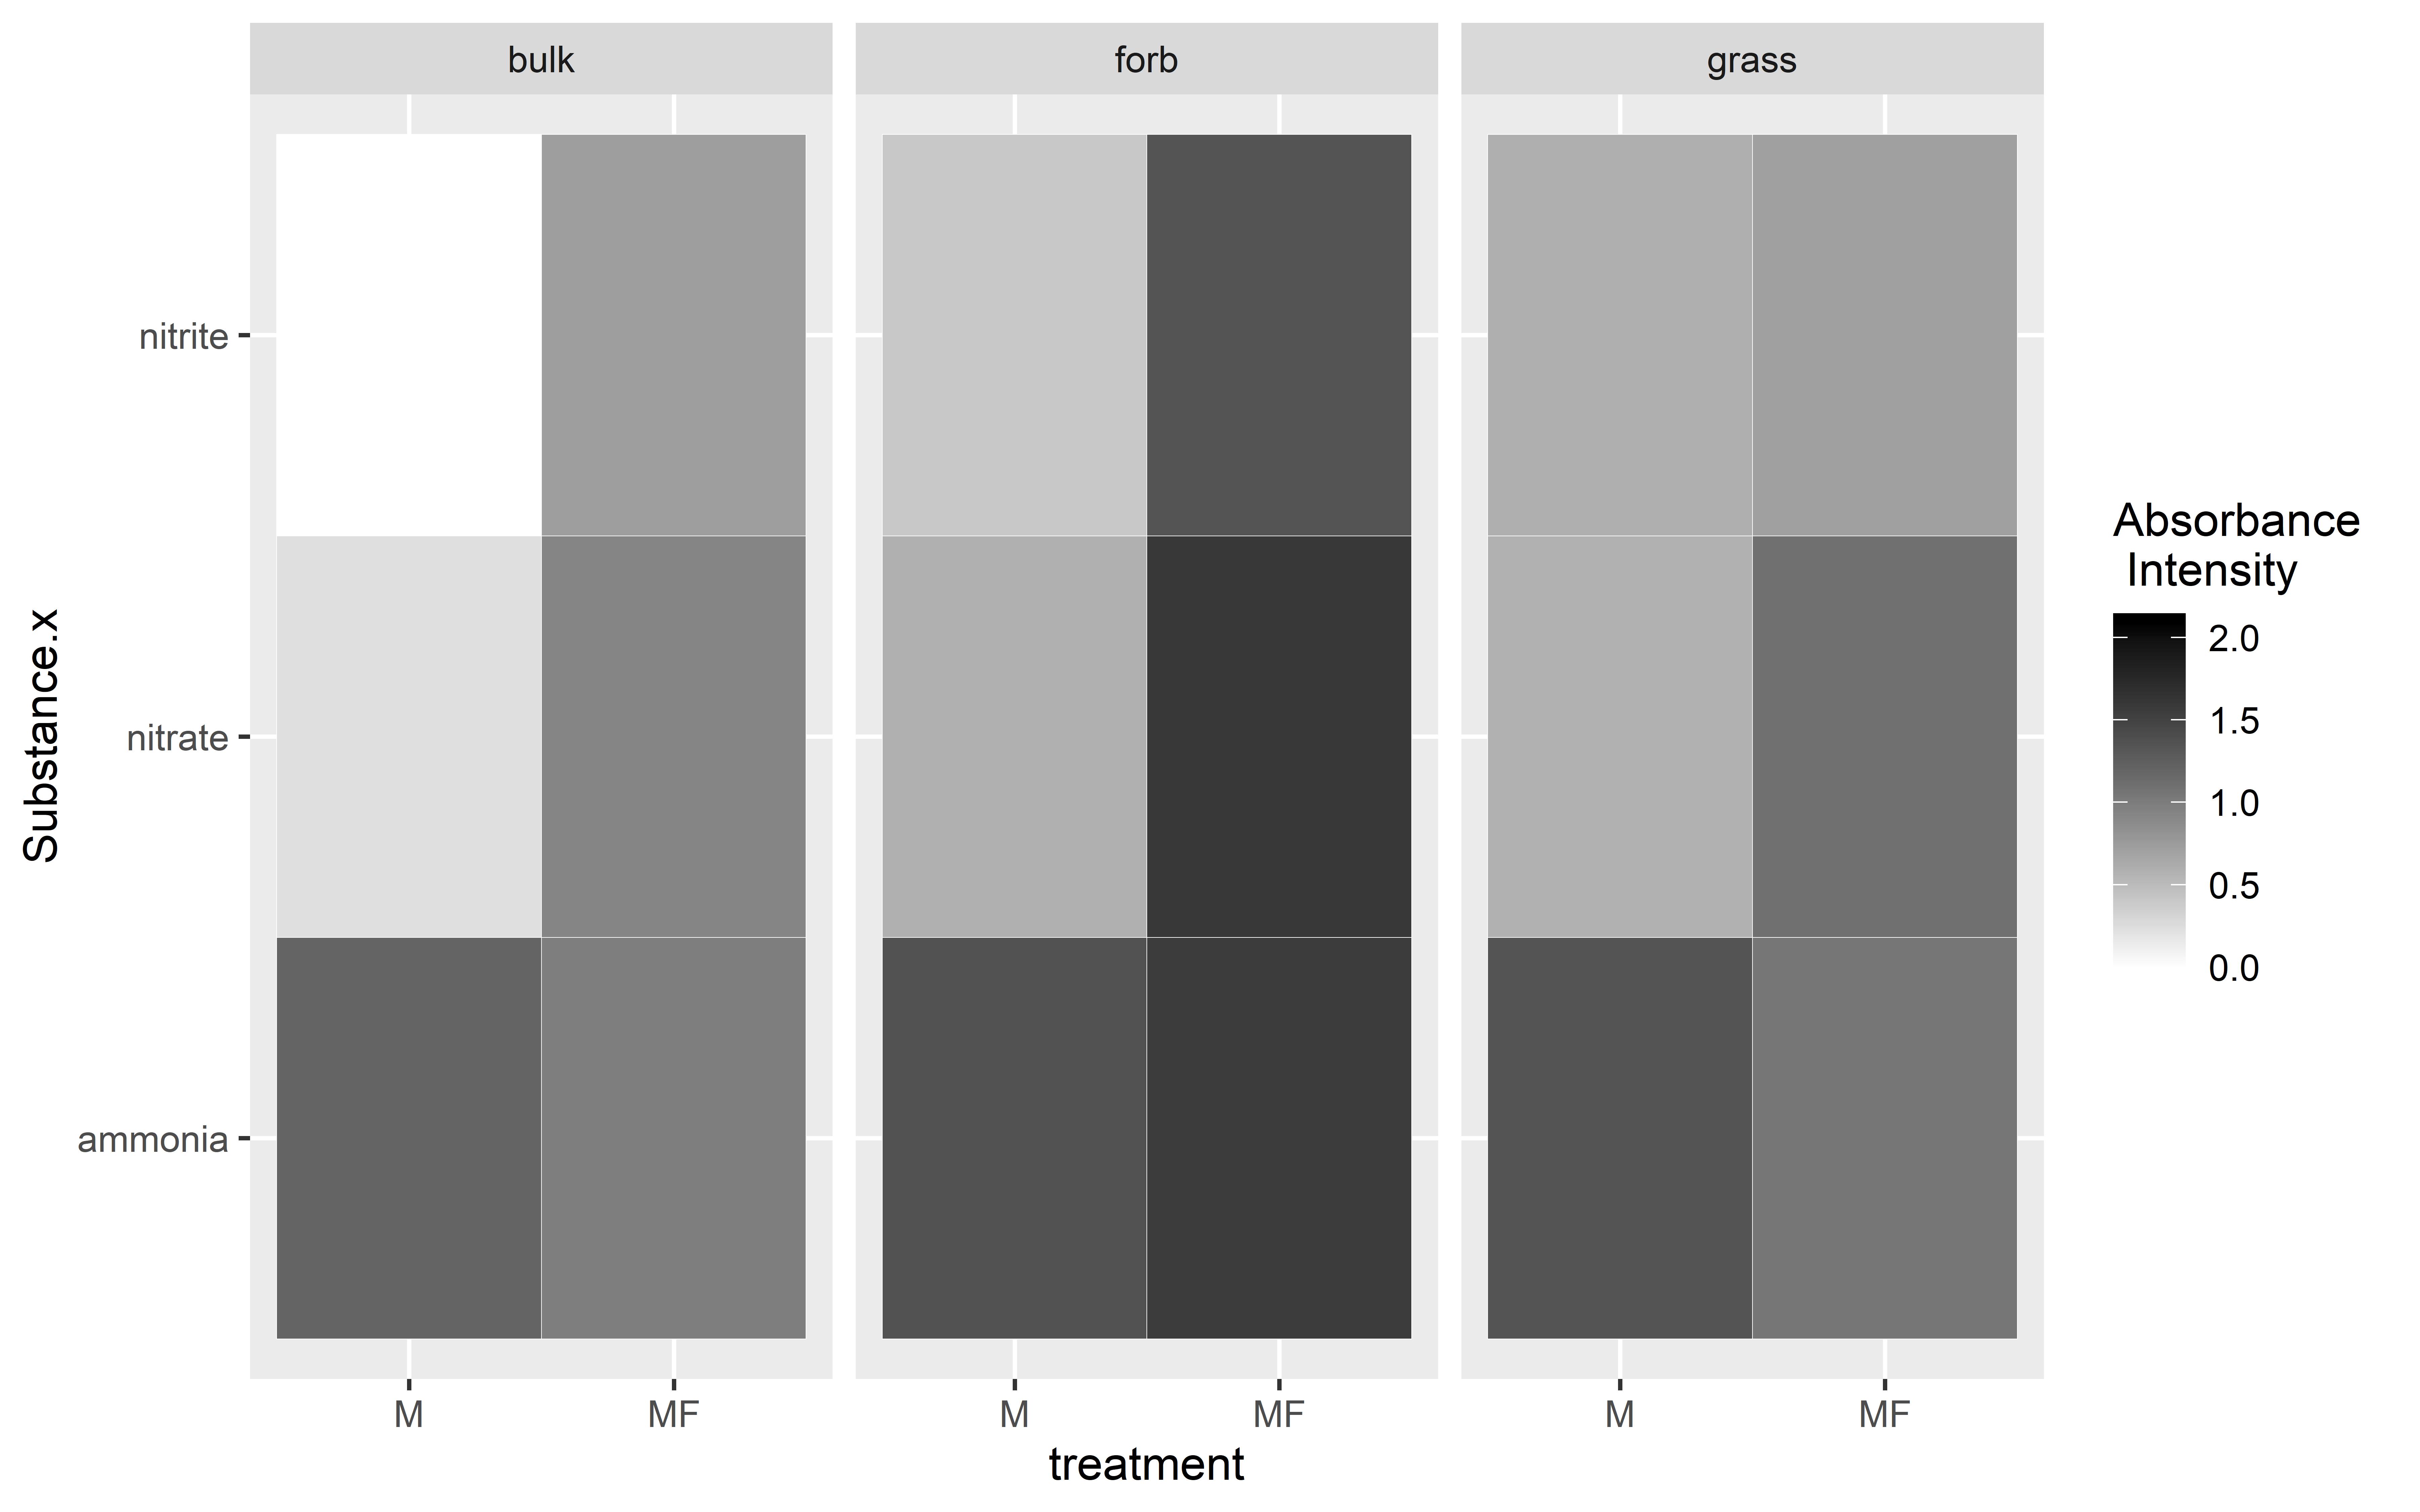 bulk
forb
grass
Substance.x
nitrite
nitrate
ammonia
M
MF
M
MF
M
MF
treatment
Absorbance
Intensity
2.0
1.5
1.0
0.5
0.0